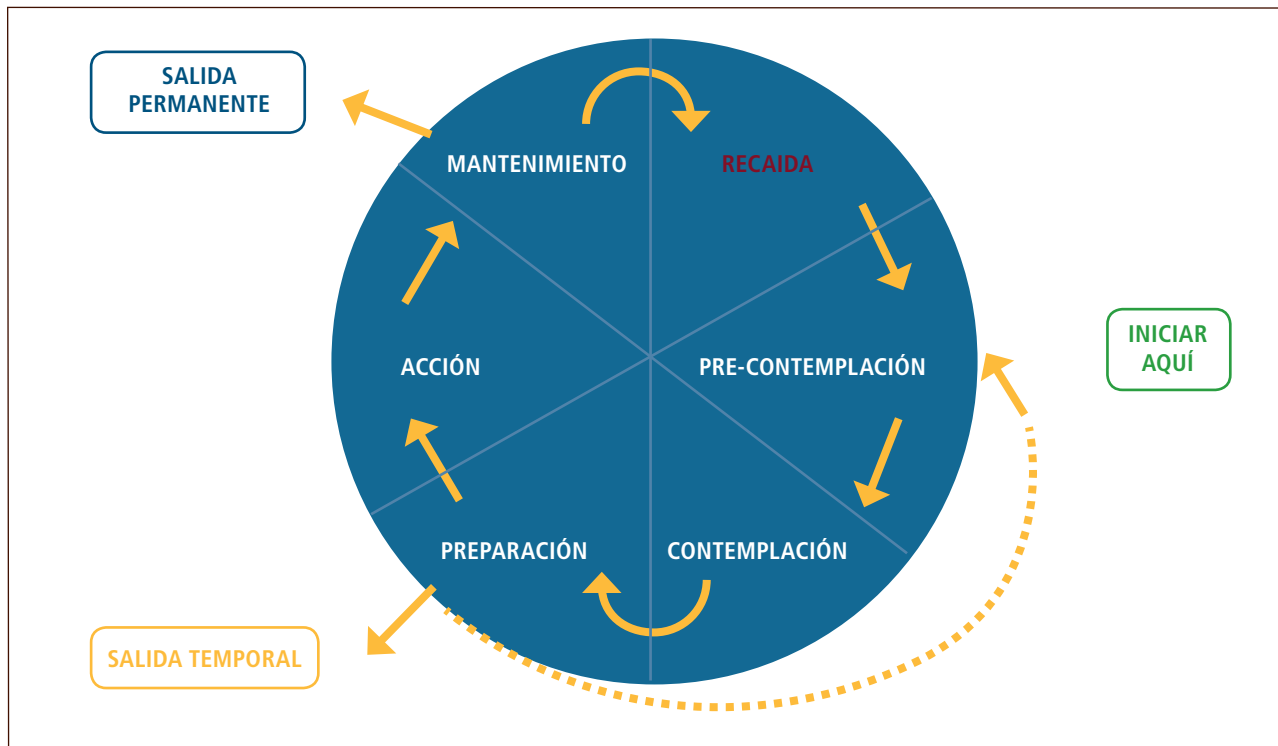 SALIDA
PERMANENTE
MANTENIMIENTO
RECAIDA
ACCIÓN
PRE-CONTEMPLACIÓN
INICIAR
AQUÍ
PREPARACIÓN
CONTEMPLACIÓN
SALIDA TEMPORAL